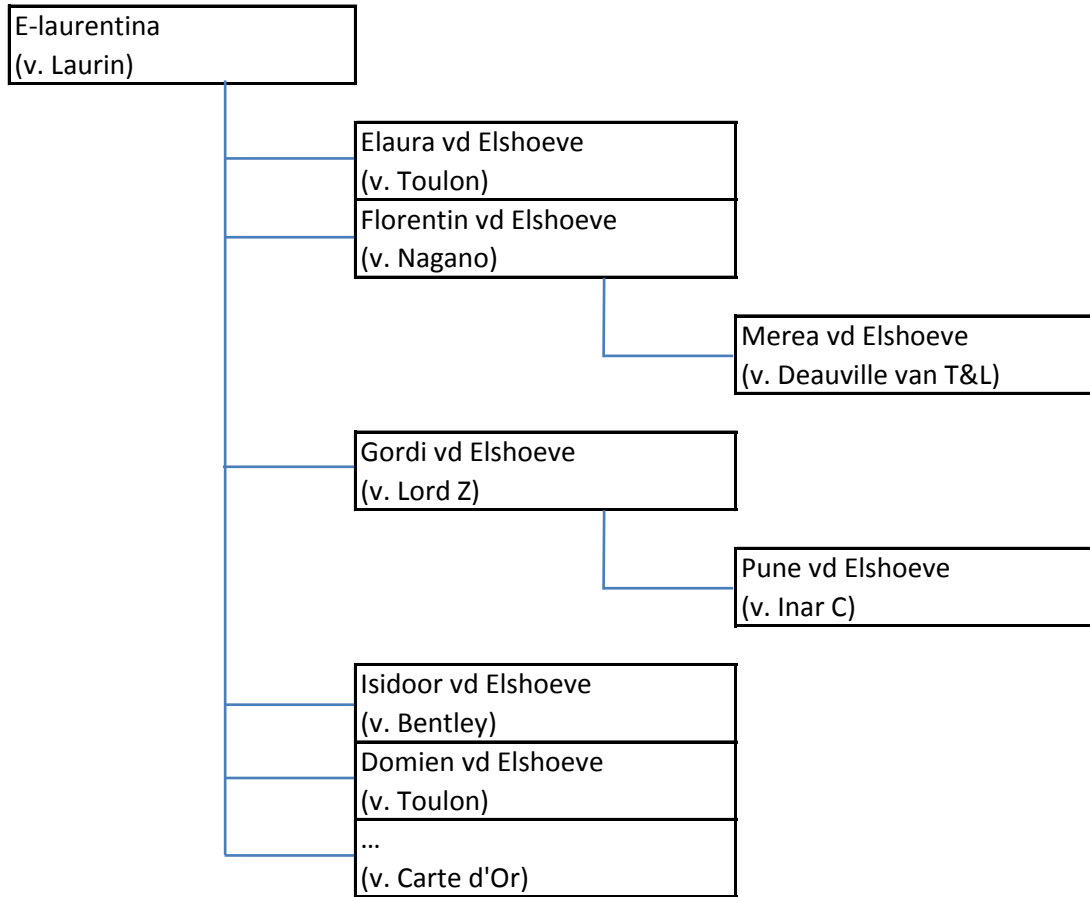 E-laurentina
(v. Laurin)
Elaura vd Elshoeve
(v. Toulon)
Florentin vd Elshoeve
(v. Nagano)
Merea vd Elshoeve
(v. Deauville van T&L)
Gordi vd Elshoeve
(v. Lord Z)
Pune vd Elshoeve
(v. Inar C)
Isidoor vd Elshoeve
(v. Bentley)
Domien vd Elshoeve
(v. Toulon)
...
(v. Carte d'Or)